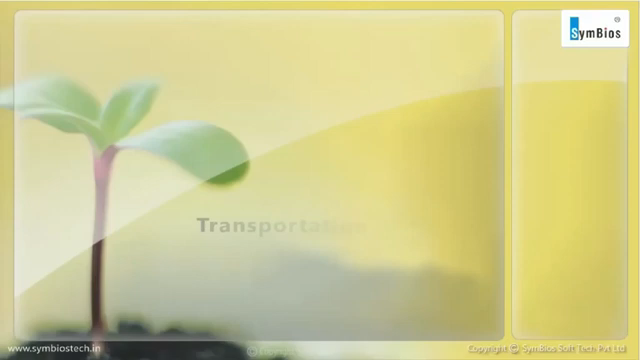 SymBios
Transportation
www.symbiostech.in
Copyright © SymBios Soft Tech Pvt Ltd